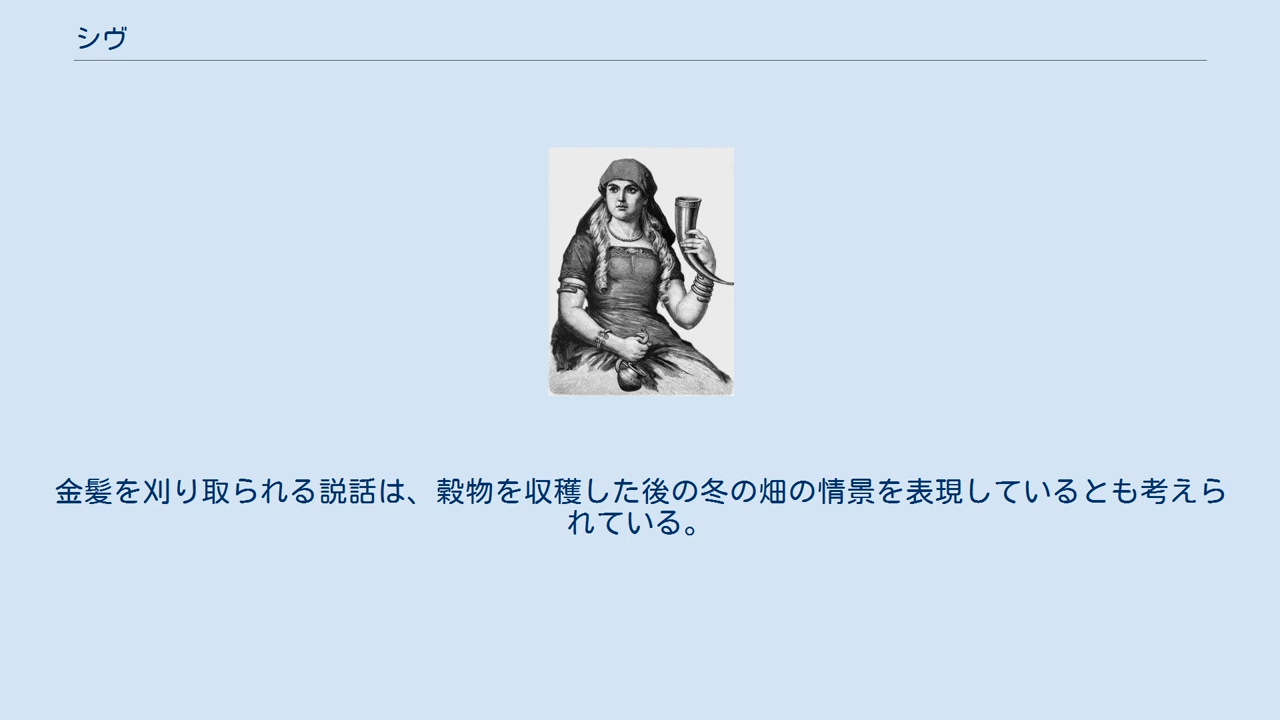 シヴ
金髪を刈り取られる説話は、穀物を収穫した後の冬の畑の情景を表現しているとも考えら
れている。